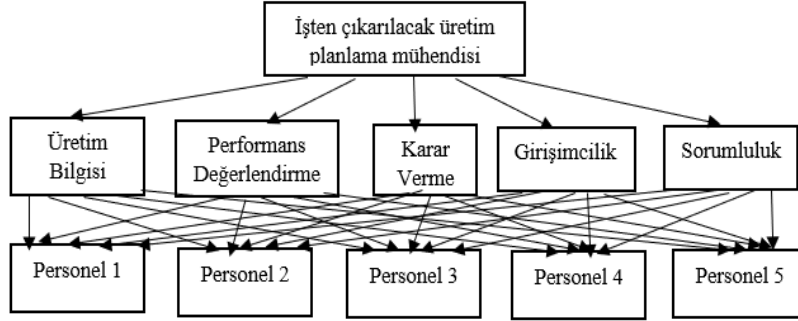 İşten çıkarılacak üretim
planlama mühendisi
Üretim
Bilgisi
Performans
Değerlendirme
Karar
Verme
Girişimcilik
Sorumluluk
Personel 1
Personel 2
Personel 3
Personel 4
Personel 5